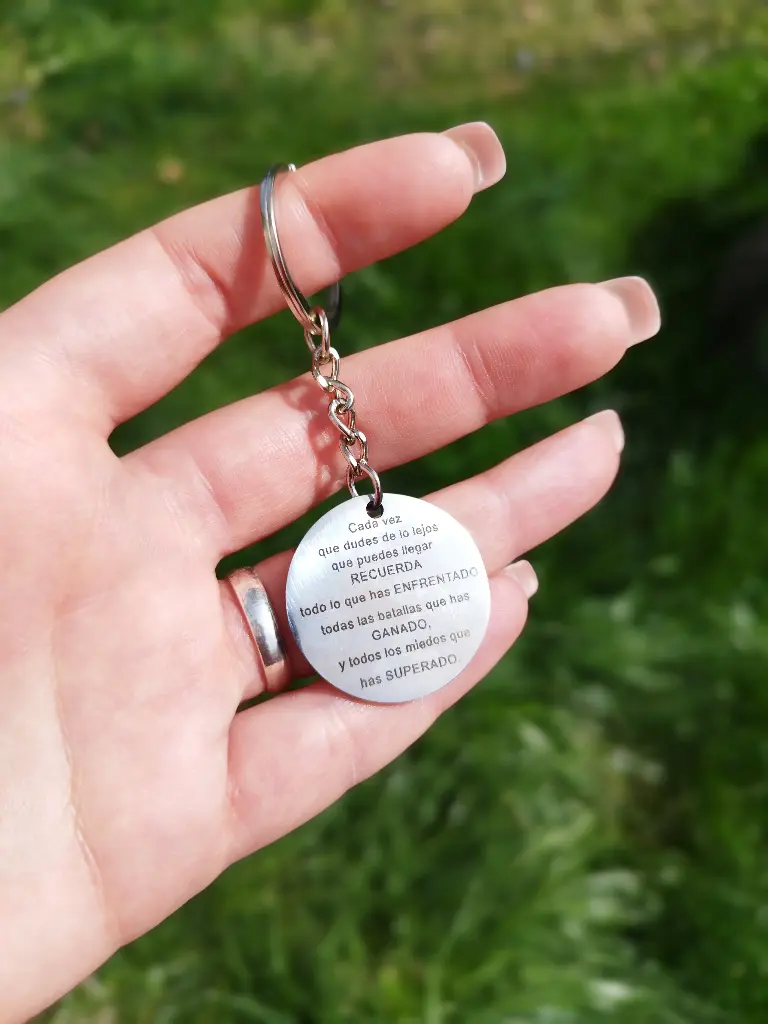 Cada vez
que dudes de lo lejos
que puedes llegar
RECUERDA
todo lo que has ENFRENTADO
todas las batallas que has
GANADO,
y todos los miedos que
has SUPERADO.